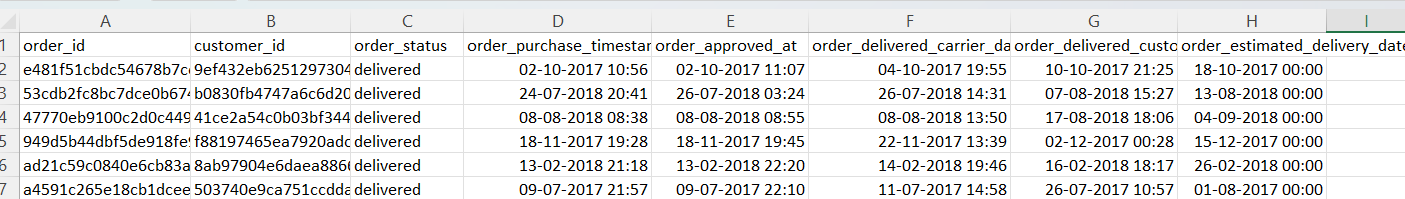 A B C D E F G H I
1 order_id customer_id order_status order_purchase_timestar order_approved_at order_delivered_carrier_da order_delivered_custo order_estimated_delivery_date
2 e481f51cbdc54678b7cc 9ef432eb6251297304 delivered 02-10-2017 10:56 02-10-2017 11:07 04-10-2017 19:55 10-10-2017 21:25 18-10-2017 00:00
3 53cdb2fc8bc7dce0b674 b0830fb4747a6c6d20 delivered 24-07-2018 20:41 26-07-2018 03:24 26-07-2018 14:31 07-08-2018 15:27 13-08-2018 00:00
4 47770eb9100c2d0c449 41ce2a54c0b03bf344 delivered 08-08-2018 08:38 08-08-2018 08:55 08-08-2018 13:50 17-08-2018 18:06 04-09-2018 00:00
5 949d5b44dbf5de918fe9 f88197465ea7920adc delivered 18-11-2017 19:28 18-11-2017 19:45 22-11-2017 13:39 02-12-2017 00:28 15-12-2017 00:00
6 ad21c59c0840e6cb83a 8ab97904e6daea8866 delivered 13-02-2018 21:18 13-02-2018 22:20 14-02-2018 19:46 16-02-2018 18:17 26-02-2018 00:00
7 a4591c265e18cb1dcee 503740e9ca751ccdda delivered 09-07-2017 21:57 09-07-2017 22:10 11-07-2017 14:58 26-07-2017 10:57 01-08-2017 00:00